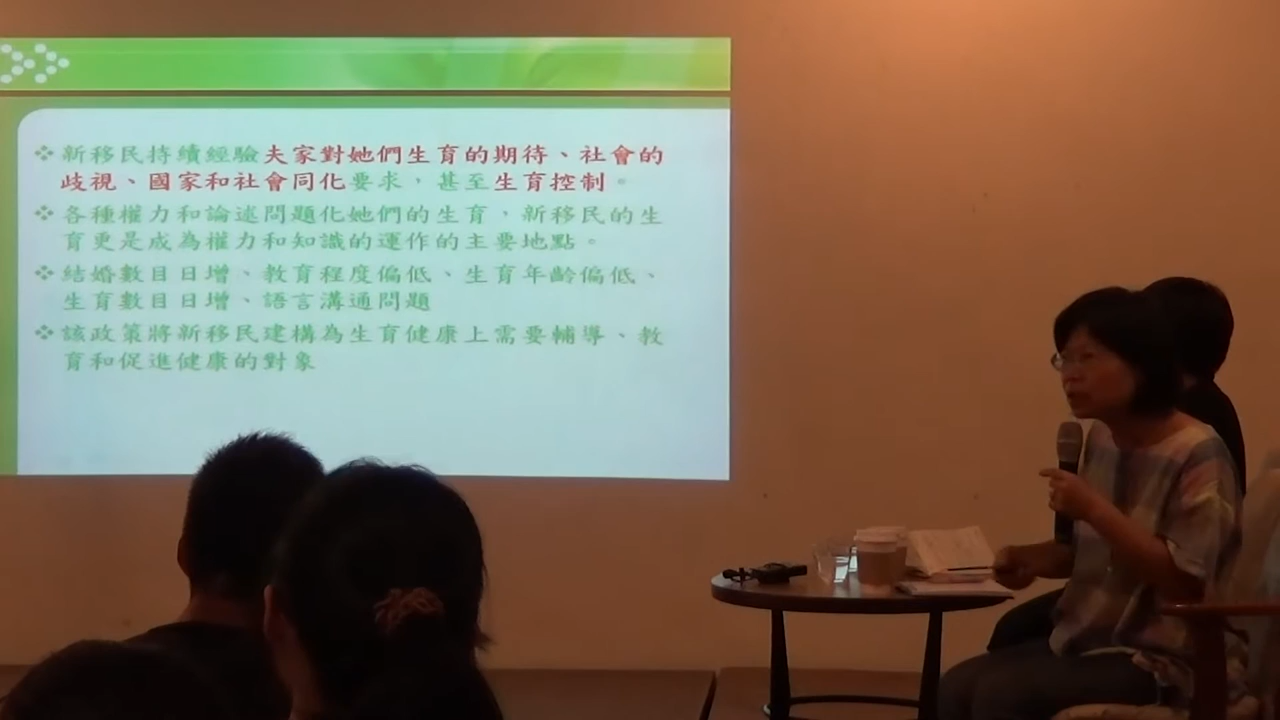 新移民持續經驗夫家對她們生育的期待、社會的
歧視、國家和社會同化要求，甚至生育控制。
各種權力和論述問題化她們的生育，新移民的生
育更是成為權力和知識的運作的主要地點。
結婚數目日增、教育程度偏低、生育年齡偏低、
生育數目日增、語言溝通問題
該政策將新移民建構為生育健康上需要輔導、教
育和促進健康的對象